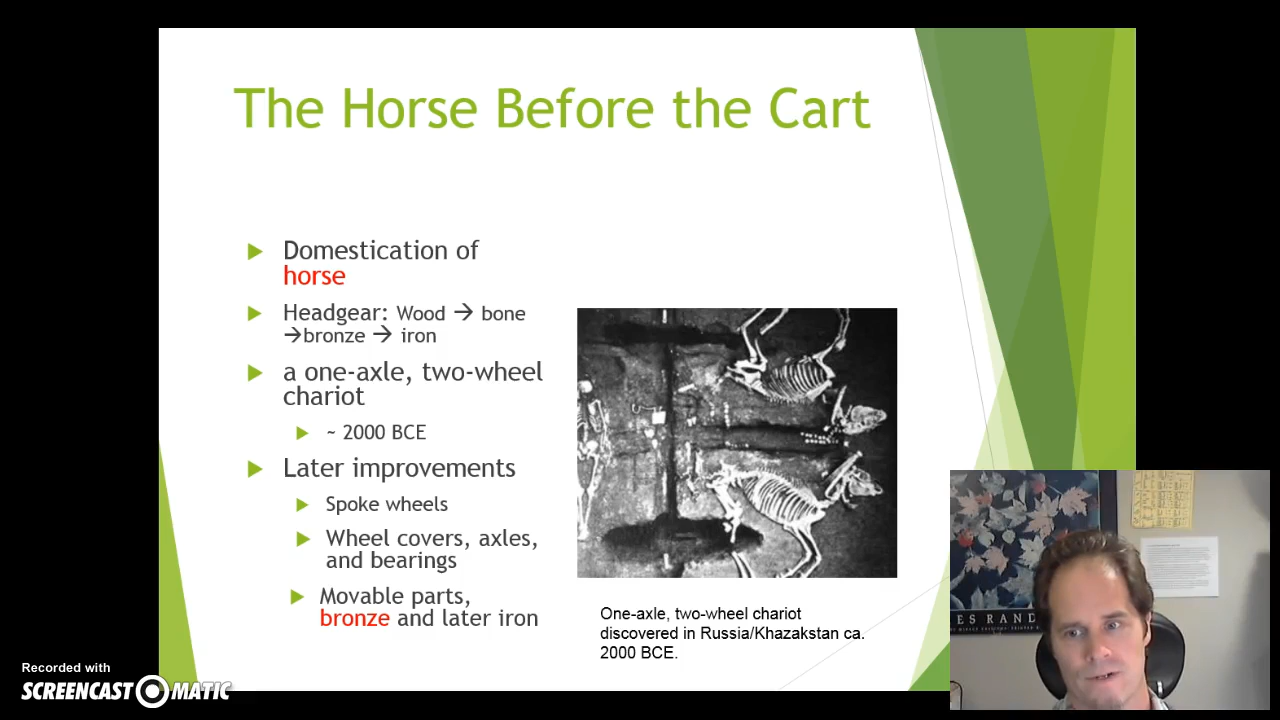 The Horse Before the Cart
Domestication of
horse
Headgear: Wood → bone
→bronze → iron
a one-axle, two-wheel
chariot
~ 2000 BCE
Later improvements
Spoke wheels
Wheel covers, axles,
and bearings
Movable parts,
bronze and later iron
One-axle, two-wheel chariot
discovered in Russia/Khazakstan ca.
2000 BCE.
ES RAND
Recorded with
SCREENCAST MATIC